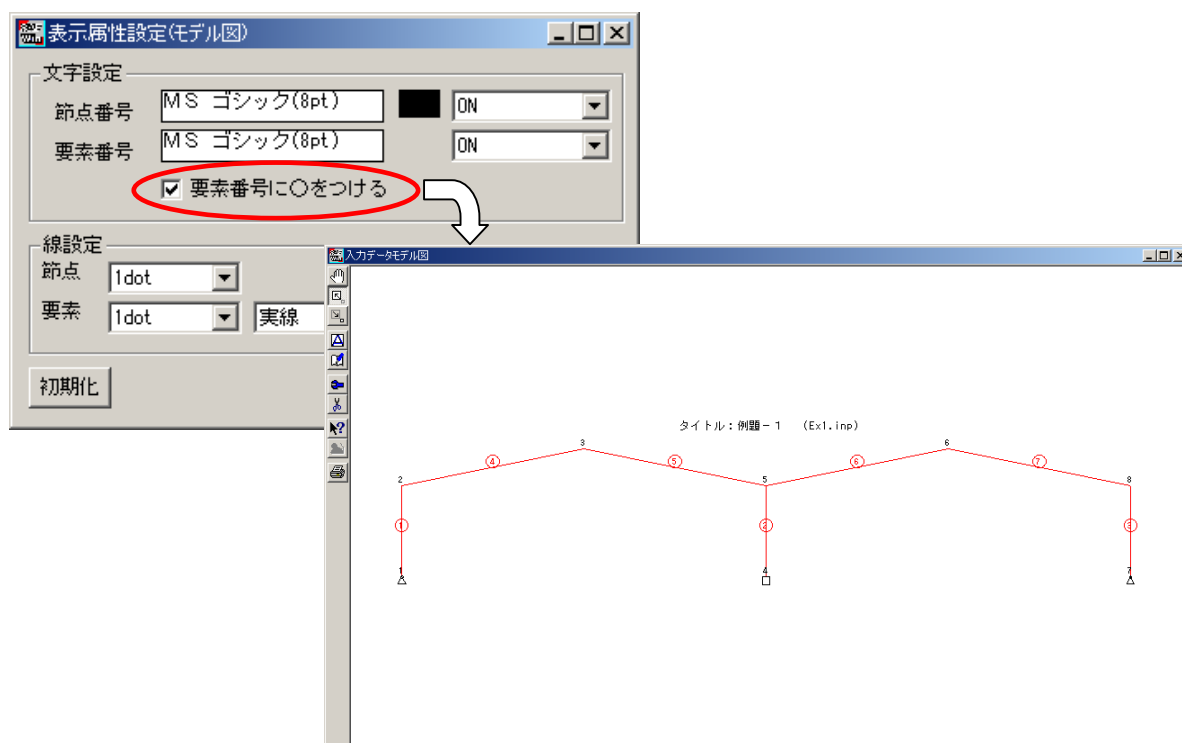 表示属性設定(モデル図)
文字設定
節点番号 MS ゴシック(8pt) ON
要素番号 MS ゴシック(8pt) ON
要素番号に〇をつける
線設定
節点 1dot
要素 1dot 実線
初期化
入力データモデル図
タイトル:例題-1 (Ex1.inp)
3 6
④ ⑤ ⑥ ⑦
2 5 8
① ② ③
1 4 7